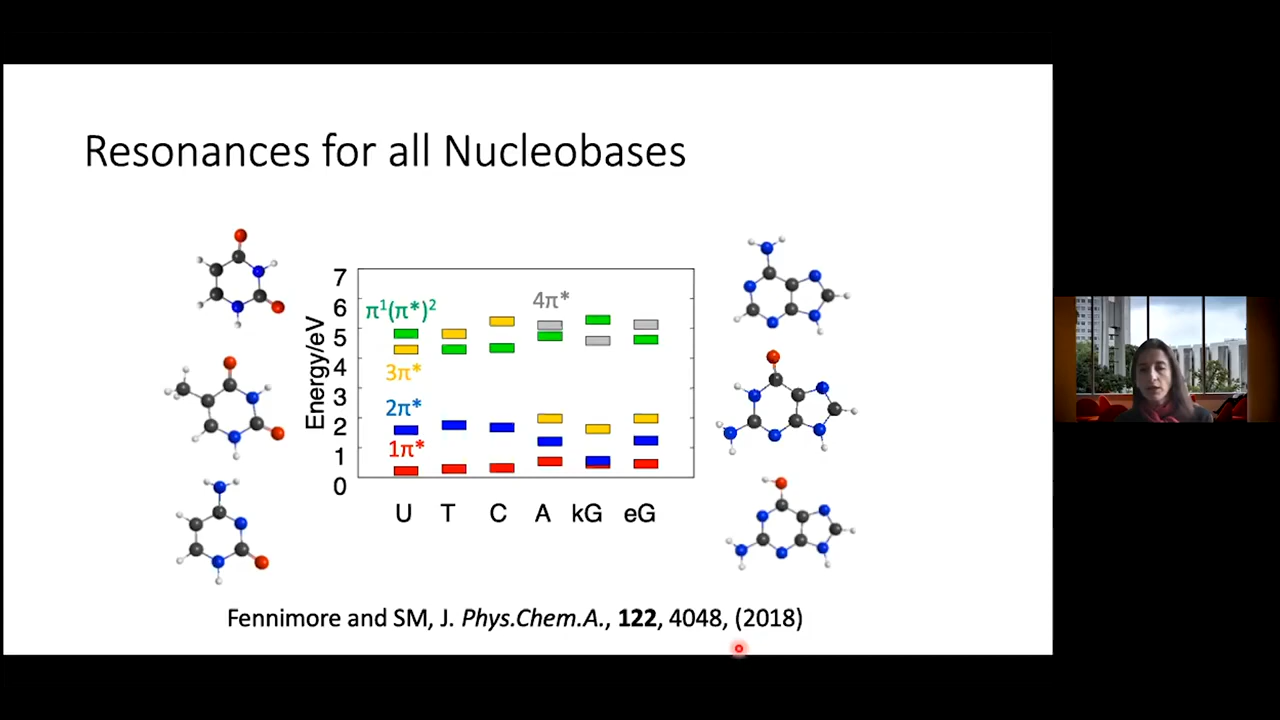 Resonances for all Nucleobases
7
6
5
4
3
2
1
0
Energy/eV
π¹(π*)²
4π*
3π*
2π*
1π*
U T C A kG eG
Fennimore and SM, J. Phys.Chem.A., 122, 4048, (2018)